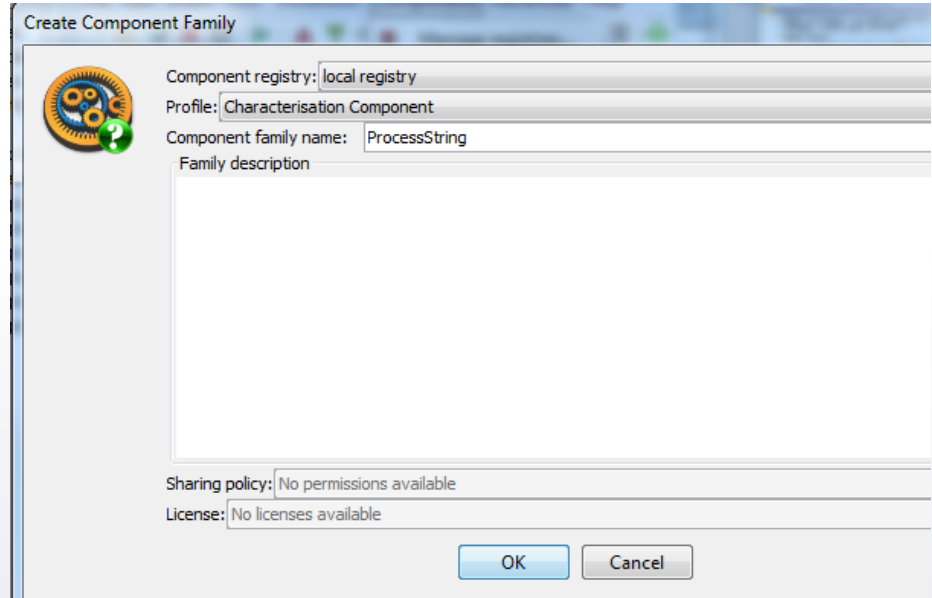 Create Component Family
Component registry: local registry
Profile: Characterisation Component
Component family name: ProcessString
Family description
Sharing policy: No permissions available
License: No licenses available
OK Cancel